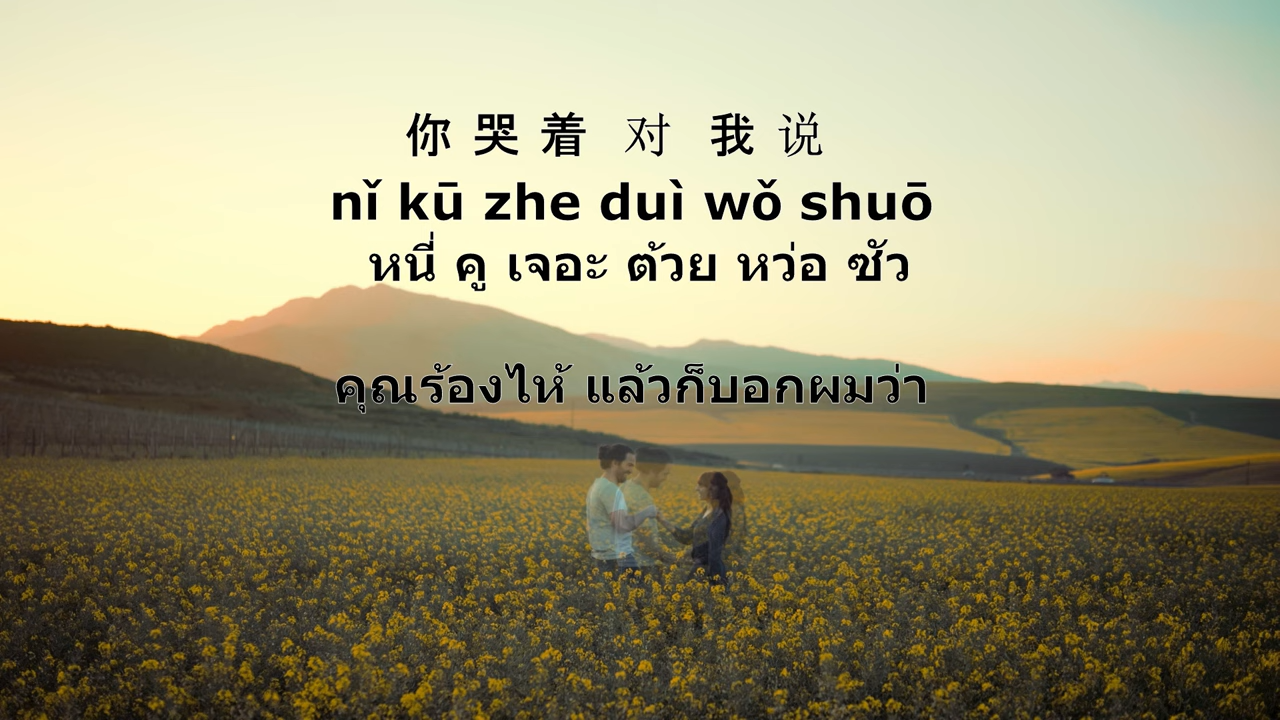 你 哭 着 对 我 说
nǐ kū zhe duì wǒ shuō
หนี่ คู เจอะ ต้วย หว่อ ซัว
คุณร้องไห้ แล้วก็บอกผมว่า